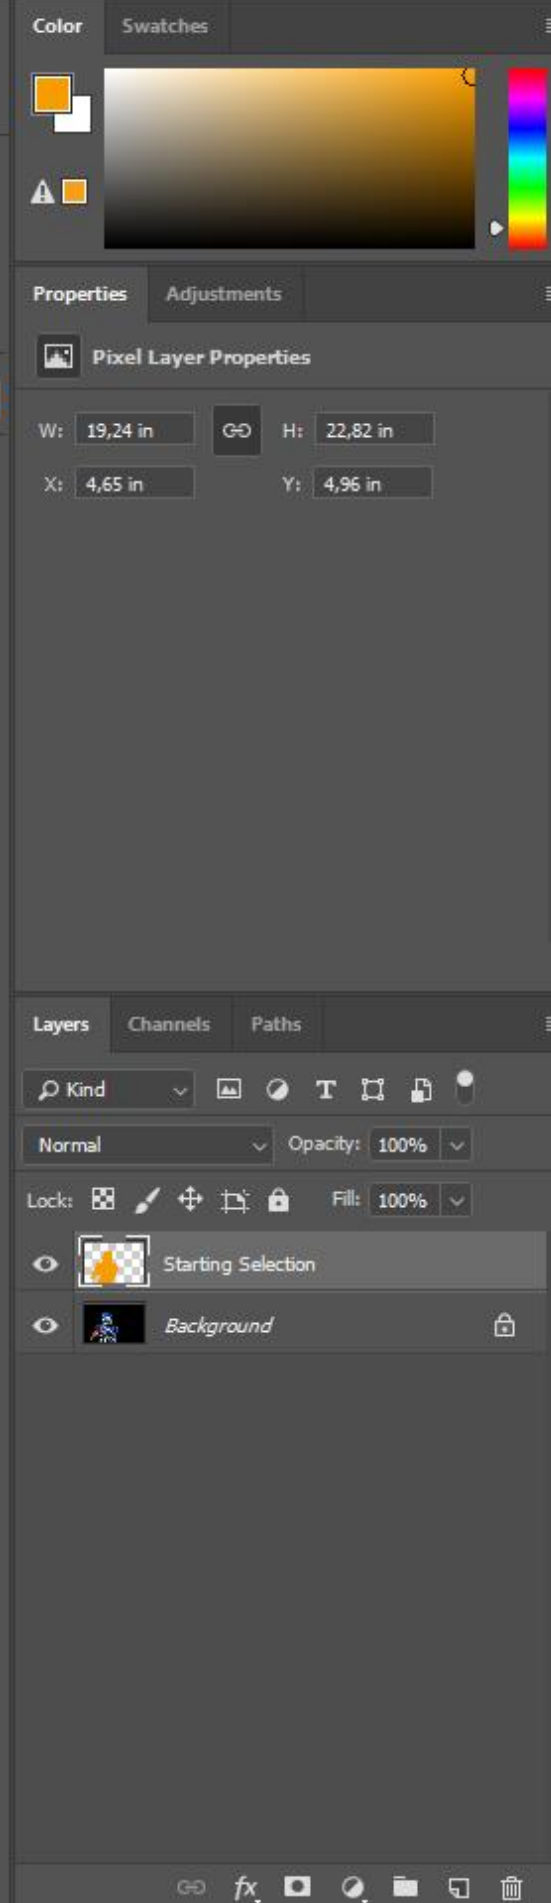 Color Swatches
Properties Adjustments
Pixel Layer Properties
W: 19,24 in H: 22,82 in
X: 4,65 in Y: 4,96 in
Layers Channels Paths
Kind
Normal Opacity: 100%
Lock: Fill: 100%
Starting Selection
Background
fx